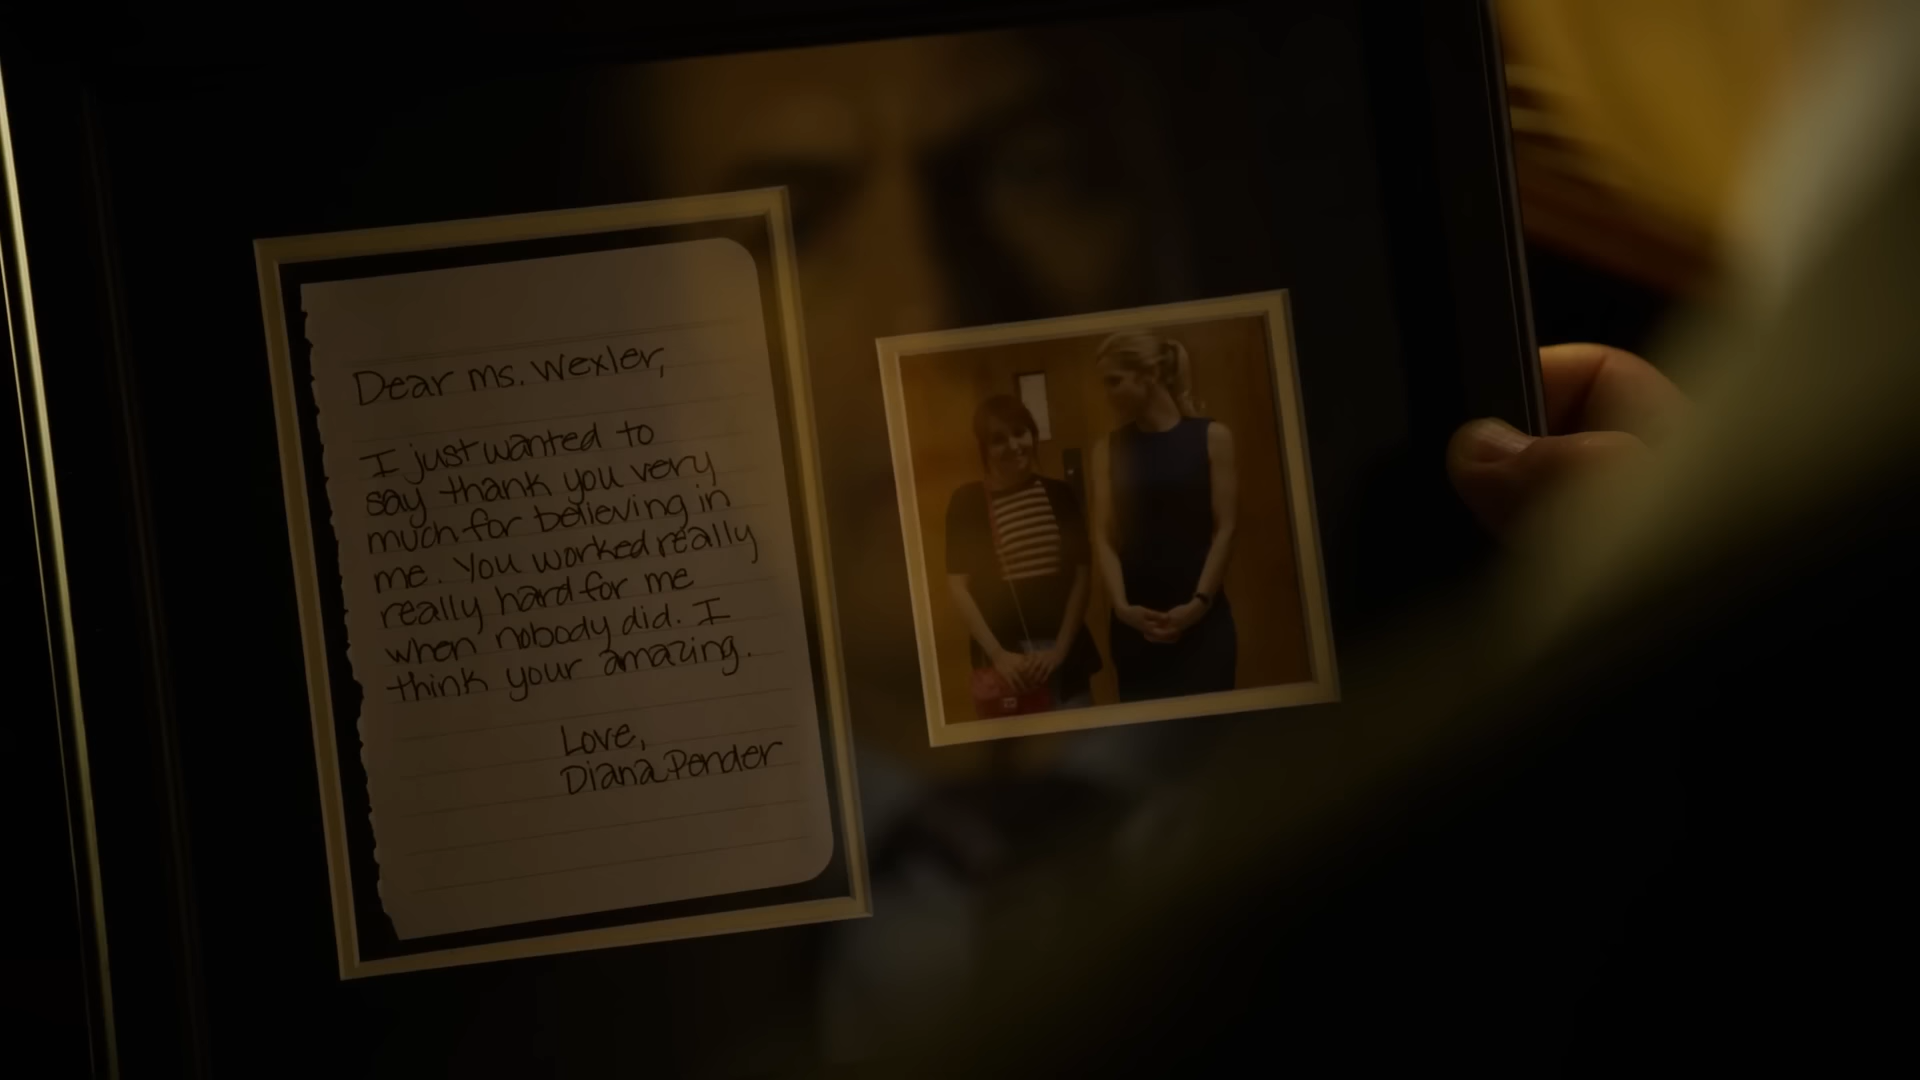 Dear Ms. Wexler,
I just wanted to
say thank you very
much for believing in
me. You worked really
really hard for me
when nobody did. I
think your amazing.
Love,
Diana Pender